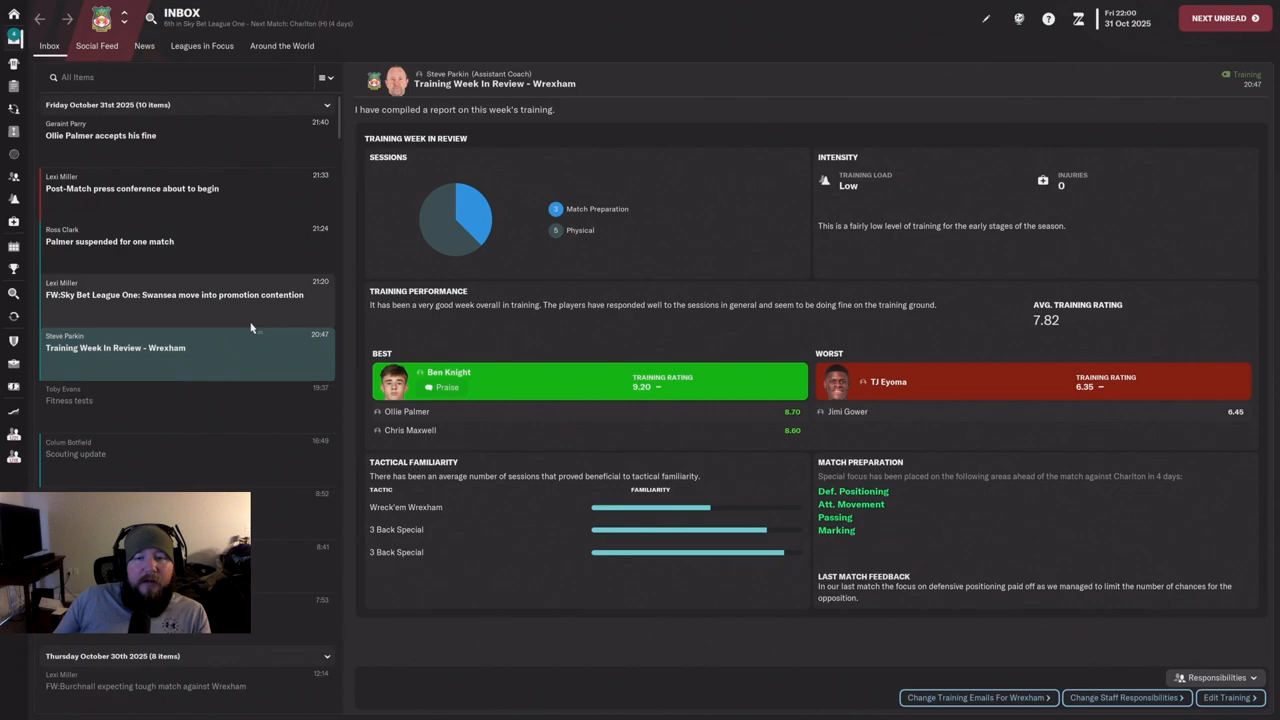 INBOX
6th in Sky Bet League One - Next Match: Charlton (H) (4 days)
Fri 22:00
31 Oct 2025
NEXT UNREAD
4
Inbox
Social Feed
News
Leagues in Focus
Around the World
All Items
Friday October 31st 2025 (10 items)
Geraint Parry
21:40
Ollie Palmer accepts his fine
Lexi Miller
21:33
Post-Match press conference about to begin
Ross Clark
21:24
Palmer suspended for one match
Lexi Miller
21:20
FW:Sky Bet League One: Swansea move into promotion contention
Steve Parkin
20:47
Training Week In Review - Wrexham
Toby Evans
19:37
Fitness tests
Colum Botfield
16:49
Scouting update
8:52
8:41
7:53
Thursday October 30th 2025 (8 items)
Lexi Miller
12:14
FW:Burchnall expecting tough match against Wrexham
Steve Parkin (Assistant Coach)
Training Week In Review - Wrexham
Training
20:47
I have compiled a report on this week's training.
TRAINING WEEK IN REVIEW
SESSIONS
3 Match Preparation
5 Physical
INTENSITY
TRAINING LOAD
Low
INJURIES
0
This is a fairly low level of training for the early stages of the season.
TRAINING PERFORMANCE
It has been a very good week overall in training. The players have responded well to the sessions in general and seem to be doing fine on the training ground.
AVG. TRAINING RATING
7.82
BEST
Ben Knight
Praise
TRAINING RATING
9.20 –
Ollie Palmer
8.70
Chris Maxwell
8.60
WORST
TJ Eyoma
TRAINING RATING
6.35 –
Jimi Gower
6.45
TACTICAL FAMILIARITY
There has been an average number of sessions that proved beneficial to tactical familiarity.
TACTIC
FAMILIARITY
Wreck'em Wrexham
3 Back Special
3 Back Special
MATCH PREPARATION
Special focus has been placed on the following areas ahead of the match against Charlton in 4 days:
Def. Positioning
Att. Movement
Passing
Marking
LAST MATCH FEEDBACK
In our last match the focus on defensive positioning paid off as we managed to limit the number of chances for the
opposition.
Responsibilities
Change Training Emails For Wrexham >
Change Staff Responsibilities >
Edit Training >